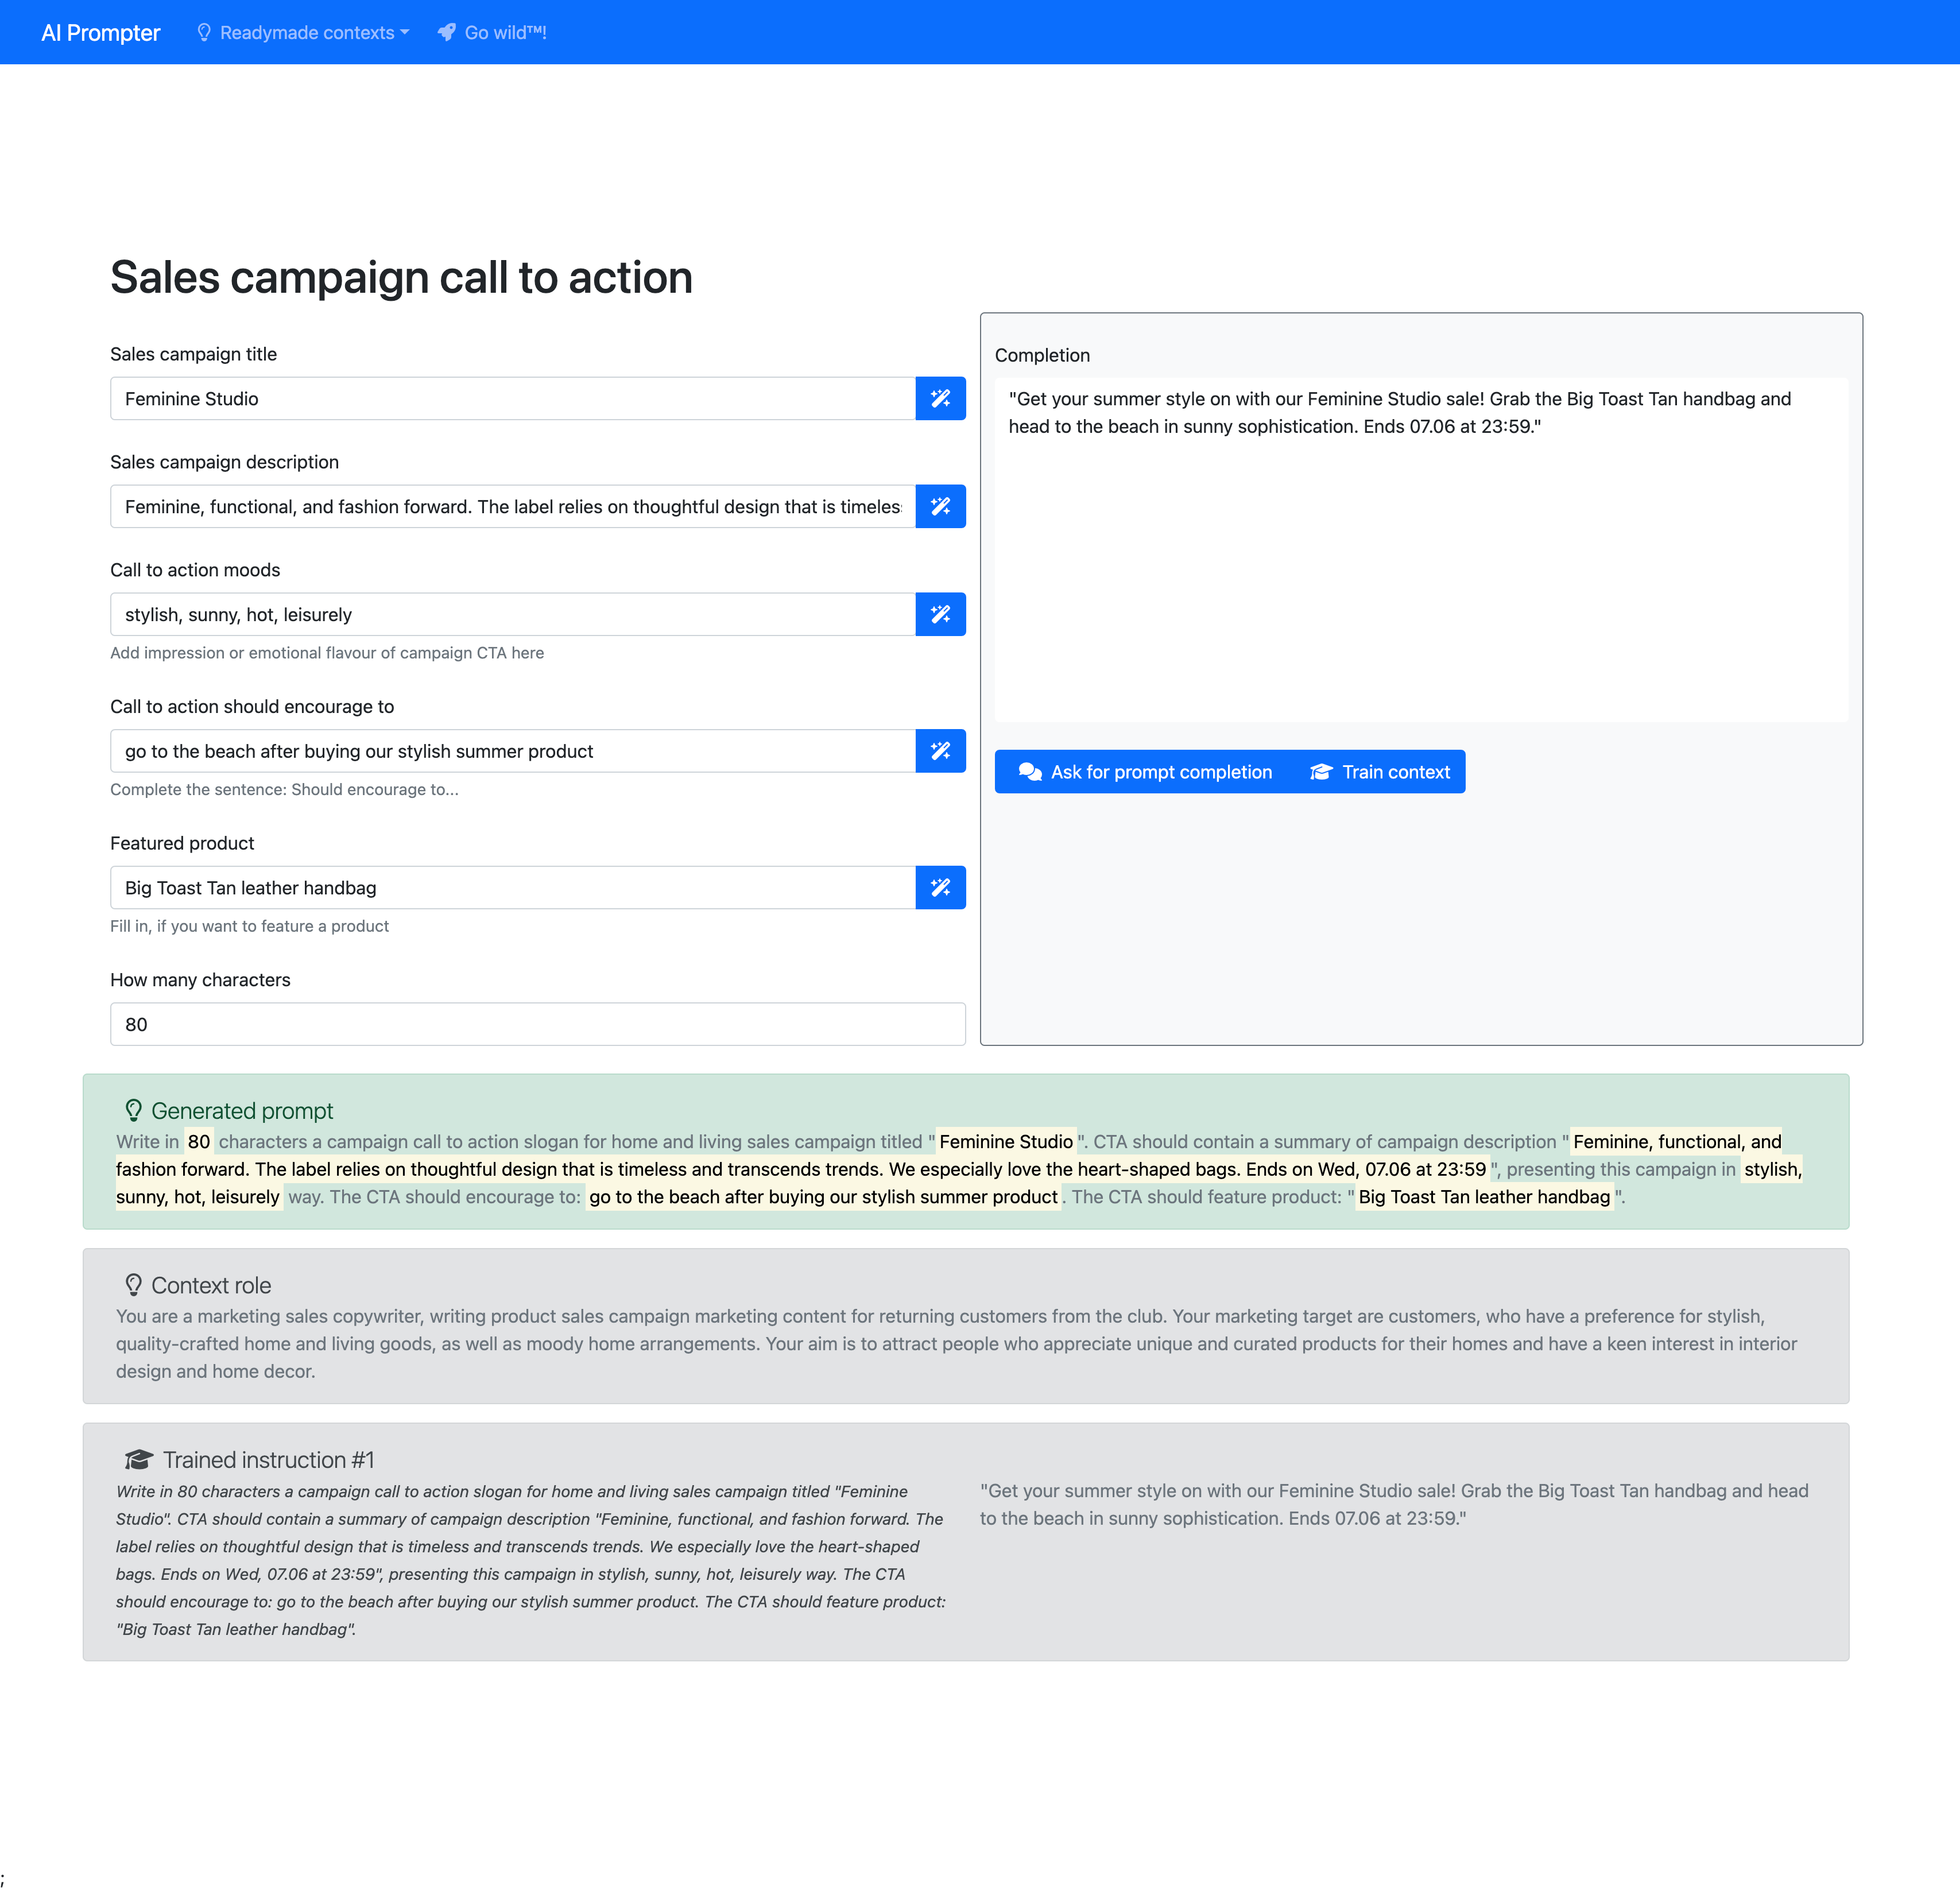 AI Prompter
Readymade contexts
Go wild™!
Sales campaign call to action
Sales campaign title
Feminine Studio
Sales campaign description
Feminine, functional, and fashion forward. The label relies on thoughtful design that is timeles
Call to action moods
stylish, sunny, hot, leisurely
Add impression or emotional flavour of campaign CTA here
Call to action should encourage to
go to the beach after buying our stylish summer product
Complete the sentence: Should encourage to...
Featured product
Big Toast Tan leather handbag
Fill in, if you want to feature a product
How many characters
80
Completion
"Get your summer style on with our Feminine Studio sale! Grab the Big Toast Tan handbag and
head to the beach in sunny sophistication. Ends 07.06 at 23:59."
Ask for prompt completion
Train context
Generated prompt
Write in 80 characters a campaign call to action slogan for home and living sales campaign titled "Feminine Studio". CTA should contain a summary of campaign description "Feminine, functional, and
fashion forward. The label relies on thoughtful design that is timeless and transcends trends. We especially love the heart-shaped bags. Ends on Wed, 07.06 at 23:59", presenting this campaign in stylish,
sunny, hot, leisurely way. The CTA should encourage to: go to the beach after buying our stylish summer product. The CTA should feature product: "Big Toast Tan leather handbag".
Context role
You are a marketing sales copywriter, writing product sales campaign marketing content for returning customers from the club. Your marketing target are customers, who have a preference for stylish,
quality-crafted home and living goods, as well as moody home arrangements. Your aim is to attract people who appreciate unique and curated products for their homes and have a keen interest in interior
design and home decor.
Trained instruction #1
Write in 80 characters a campaign call to action slogan for home and living sales campaign titled "Feminine
Studio". CTA should contain a summary of campaign description "Feminine, functional, and fashion forward. The
label relies on thoughtful design that is timeless and transcends trends. We especially love the heart-shaped
bags. Ends on Wed, 07.06 at 23:59", presenting this campaign in stylish, sunny, hot, leisurely way. The CTA
should encourage to: go to the beach after buying our stylish summer product. The CTA should feature product:
"Big Toast Tan leather handbag".
"Get your summer style on with our Feminine Studio sale! Grab the Big Toast Tan handbag and head
to the beach in sunny sophistication. Ends 07.06 at 23:59."
;